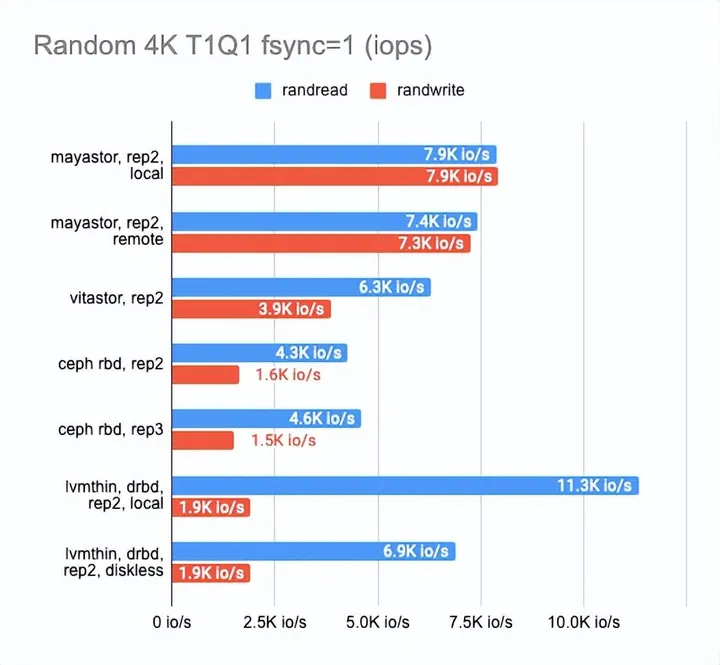 Random 4K T1Q1 fsync=1 (iops)
randread randwrite
mayastor, rep2,
local
7.9K io/s
7.9K io/s
mayastor, rep2,
remote
7.4K io/s
7.3K io/s
vitastor, rep2
6.3K io/s
3.9K io/s
ceph rbd, rep2
4.3K io/s
1.6K io/s
ceph rbd, rep3
4.6K io/s
1.5K io/s
lvmthin, drbd,
rep2, local
11.3K io/s
1.9K io/s
lvmthin, drbd,
rep2, diskless
6.9K io/s
1.9K io/s
0 io/s 2.5K io/s 5.0K io/s 7.5K io/s 10.0K io/s